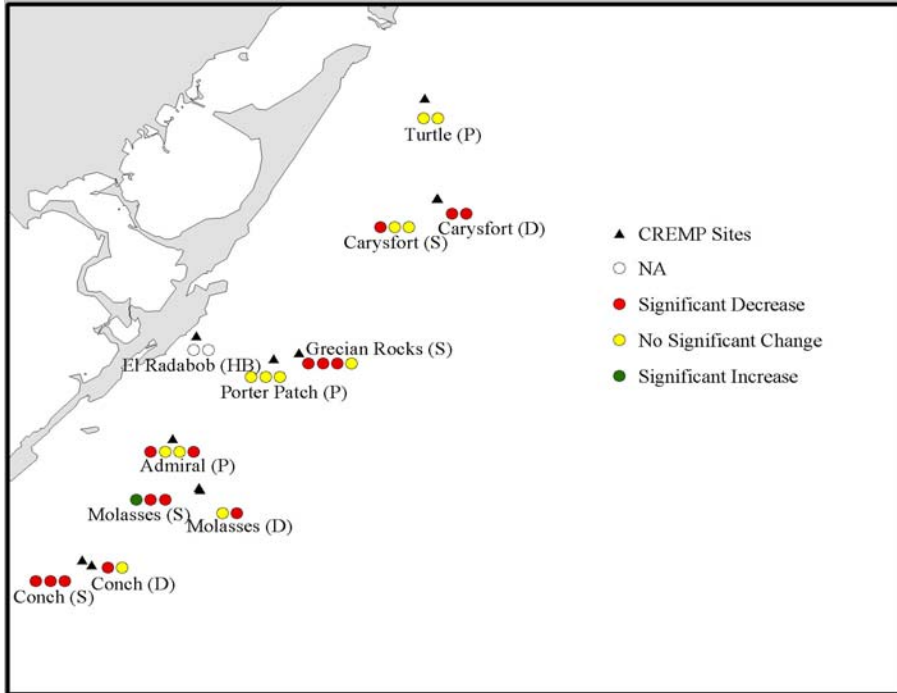 Turtle (P)
Carysfort (D)
Carysfort (S)
CREMP Sites
NA
Significant Decrease
No Significant Change
Significant Increase
Grecian Rocks (S)
El Radabob (HB)
Porter Patch (P)
Admiral (P)
Molasses (S)
Molasses (D)
Conch (D)
Conch (S)